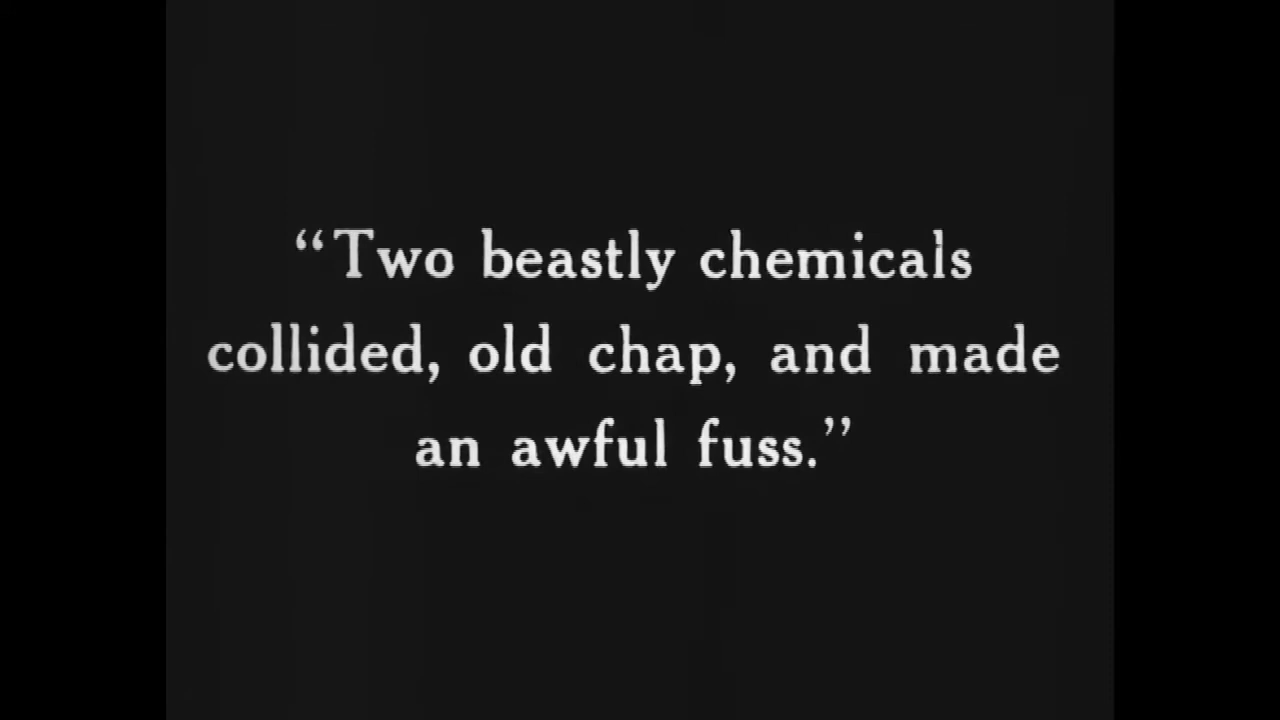 “Two beastly chemicals
collided, old chap, and made
an awful fuss.”